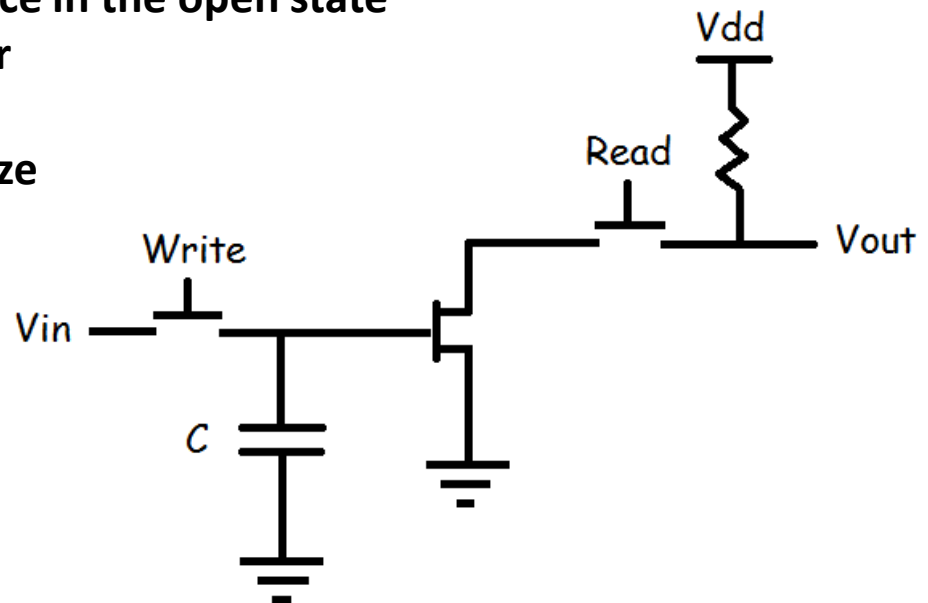 ce in the open state
r
ze
Vdd
Read
Write
Vout
Vin
C